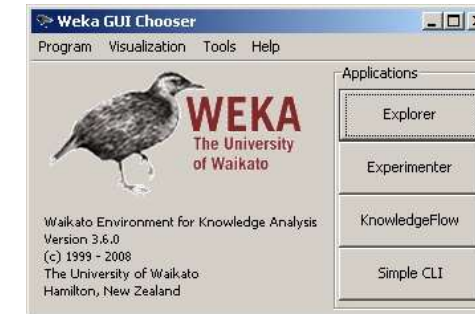 Weka GUI Chooser
Program Visualization Tools Help
WEKA
The University
of Waikato
Waikato Environment for Knowledge Analysis
Version 3.6.0
(c) 1999 - 2008
The University of Waikato
Hamilton, New Zealand
Applications
Explorer
Experimenter
KnowledgeFlow
Simple CLI